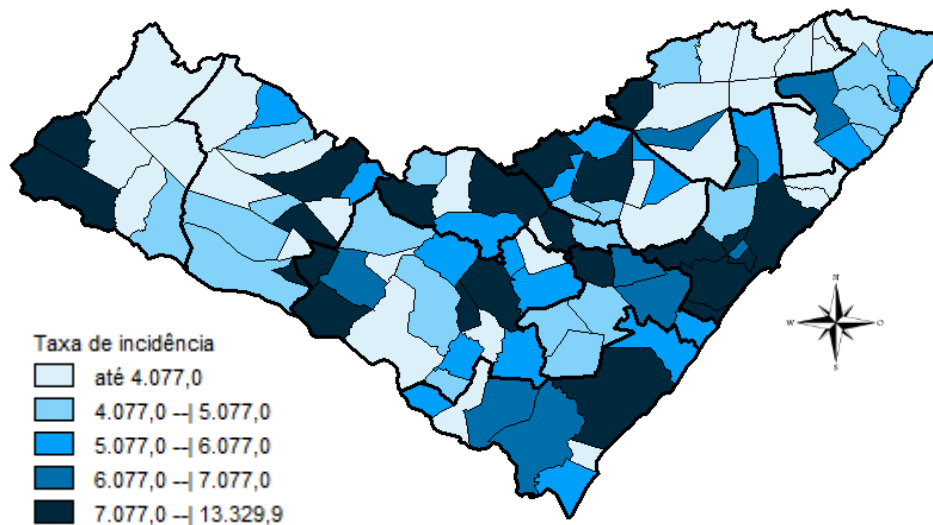 N
W
O
S
Taxa de incidência
até 4.077,0
4.077,0 --| 5.077,0
5.077,0 --| 6.077,0
6.077,0 --| 7.077,0
7.077,0 --| 13.329,9